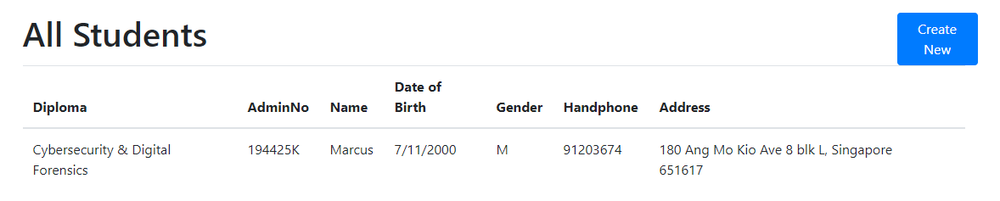 All Students
Create
New
Date of
Birth
Diploma AdminNo Name Gender Handphone Address
Cybersecurity & Digital 194425K Marcus 7/11/2000 M 91203674 180 Ang Mo Kio Ave 8 blk L, Singapore
Forensics 651617